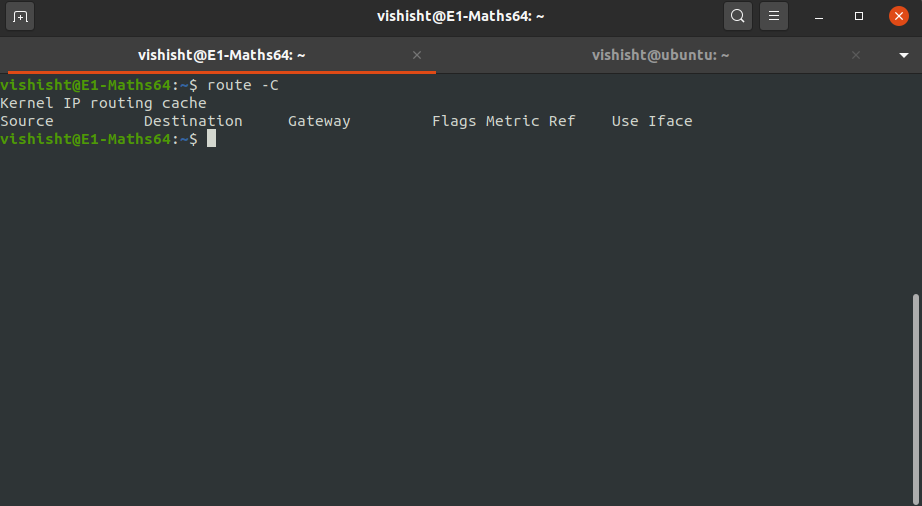 vishisht@E1-Maths64: ~
vishisht@E1-Maths64: ~ vishisht@ubuntu: ~
vishisht@E1-Maths64:~$ route -C
Kernel IP routing cache
Source          Destination     Gateway         Flags Metric Ref    Use Iface
vishisht@E1-Maths64:~$